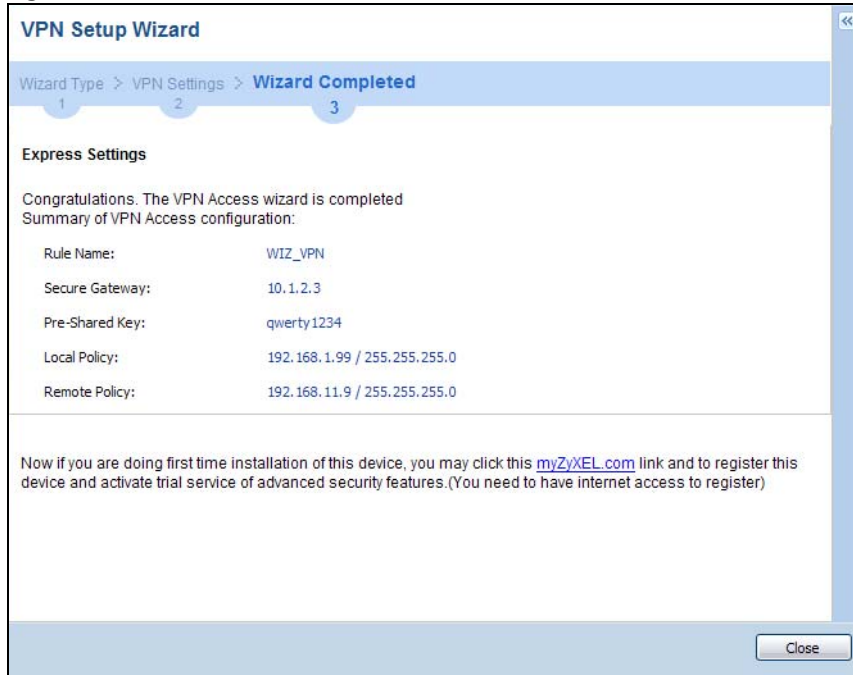 VPN Setup Wizard
Wizard Type > VPN Settings > Wizard Completed
1 2 3
Express Settings
Congratulations. The VPN Access wizard is completed
Summary of VPN Access configuration:
Rule Name: WIZ_VPN
Secure Gateway: 10.1.2.3
Pre-Shared Key: qwerty1234
Local Policy: 192.168.1.99 / 255.255.255.0
Remote Policy: 192.168.11.9 / 255.255.255.0
Now if you are doing first time installation of this device, you may click this myZyXEL.com link and to register this
device and activate trial service of advanced security features.(You need to have internet access to register)
Close